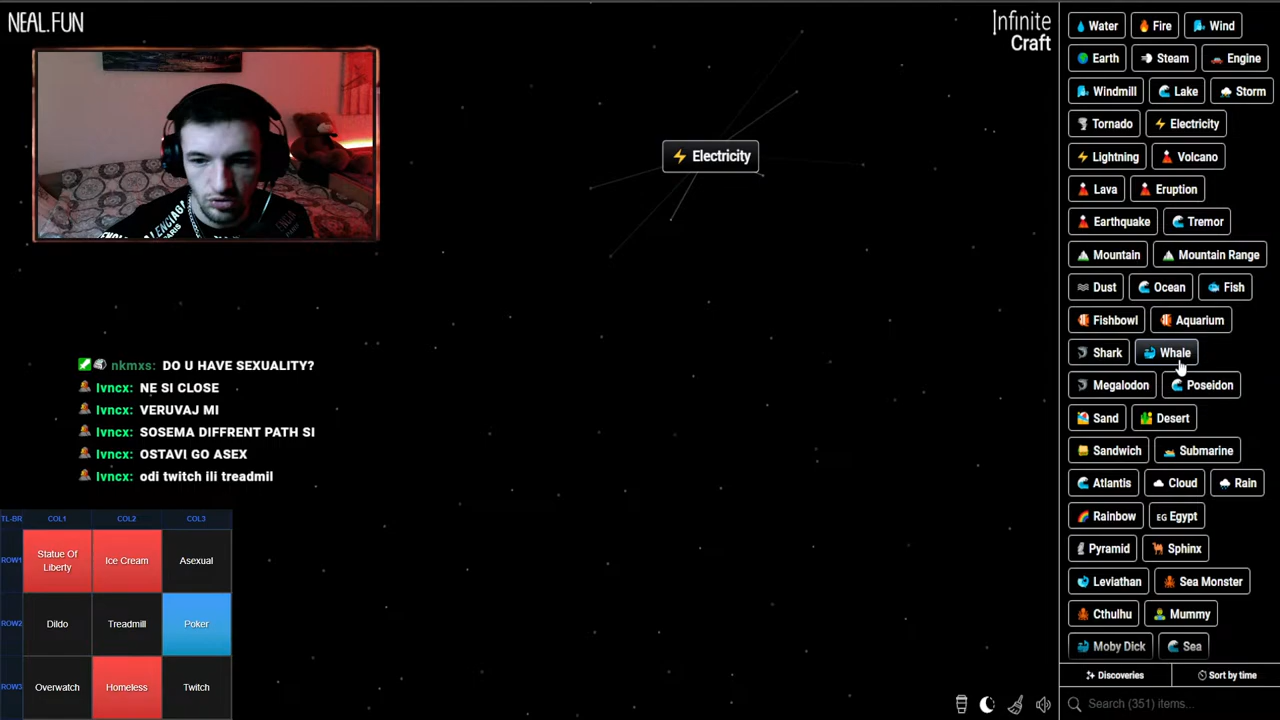 NEAL.FUN
Infinite
Craft
Electricity
Water Fire Wind
Earth Steam Engine
Windmill Lake Storm
Tornado Electricity
Lightning Volcano
Lava Eruption
Earthquake Tremor
Mountain Mountain Range
Dust Ocean Fish
Fishbowl Aquarium
Shark Whale
Megalodon Poseidon
Sand Desert
Sandwich Submarine
Atlantis Cloud Rain
Rainbow EG Egypt
Pyramid Sphinx
Leviathan Sea Monster
Cthulhu Mummy
Moby Dick Sea
Discoveries Sort by time
Search (351) items...
nkmxs: DO U HAVE SEXUALITY?
lvncx: NE SI CLOSE
lvncx: VERUVAJ MI
lvncx: SOSEMA DIFFRENT PATH SI
lvncx: OSTAVI GO ASEX
lvncx: odi twitch ili treadmil
TL-BR COL1 COL2 COL3
ROW1 Statue Of Liberty Ice Cream Asexual
ROW2 Dildo Treadmill Poker
ROW3 Overwatch Homeless Twitch